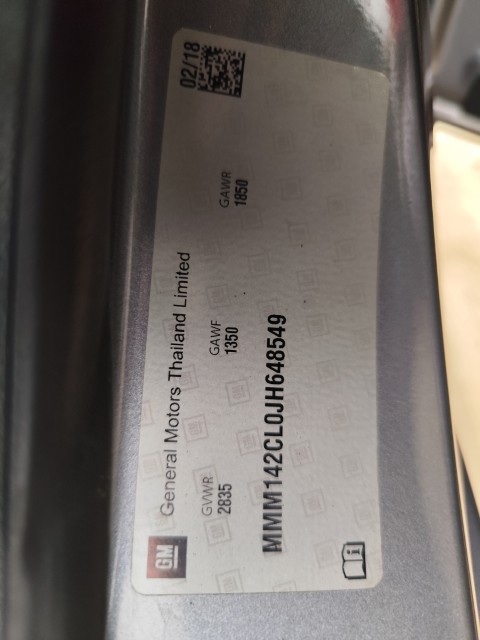 GM General Motors Thailand Limited 02/18
GVWR GAWF GAWR
2835 1350 1850
MMM142CL0JH648549